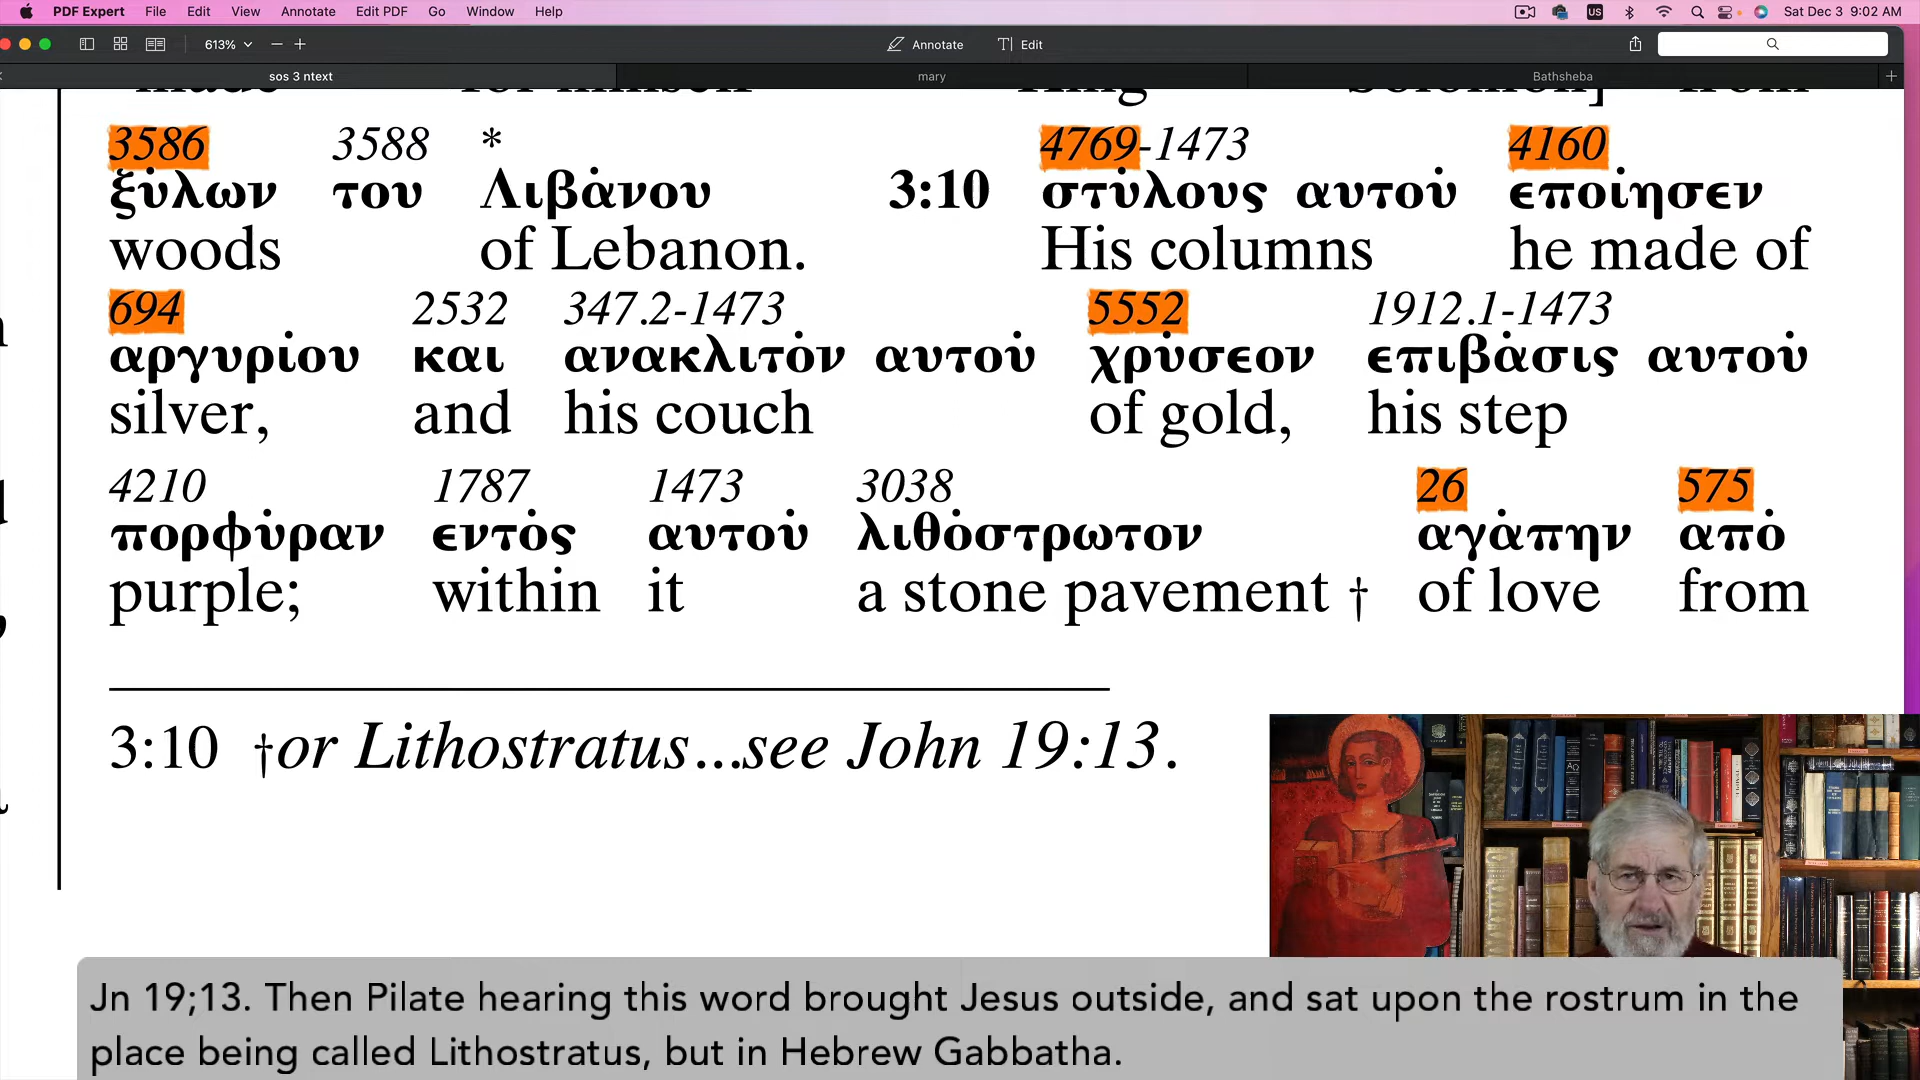 PDF Expert File Edit View Annotate Edit PDF Go Window Help US Sat Dec 3 9:02 AM
613% Annotate Edit
sos 3 ntext mary Bathsheba
3586 3588 * 4769-1473 4160
ξύλων του Λιβάνου 3:10 στύλους αυτού εποίησεν
woods of Lebanon. His columns he made of
694 2532 347.2-1473 5552 1912.1-1473
αργυρίου και ανακλιτόν αυτού χρύσεον επιβάσις αυτού
silver, and his couch of gold, his step
4210 1787 1473 3038 26 575
πορφύραν εντός αυτού λιθόστρωτον αγάπην από
purple; within it a stone pavement † of love from
3:10 †or Lithostratus...see John 19:13.
Jn 19;13. Then Pilate hearing this word brought Jesus outside, and sat upon the rostrum in the
place being called Lithostratus, but in Hebrew Gabbatha.